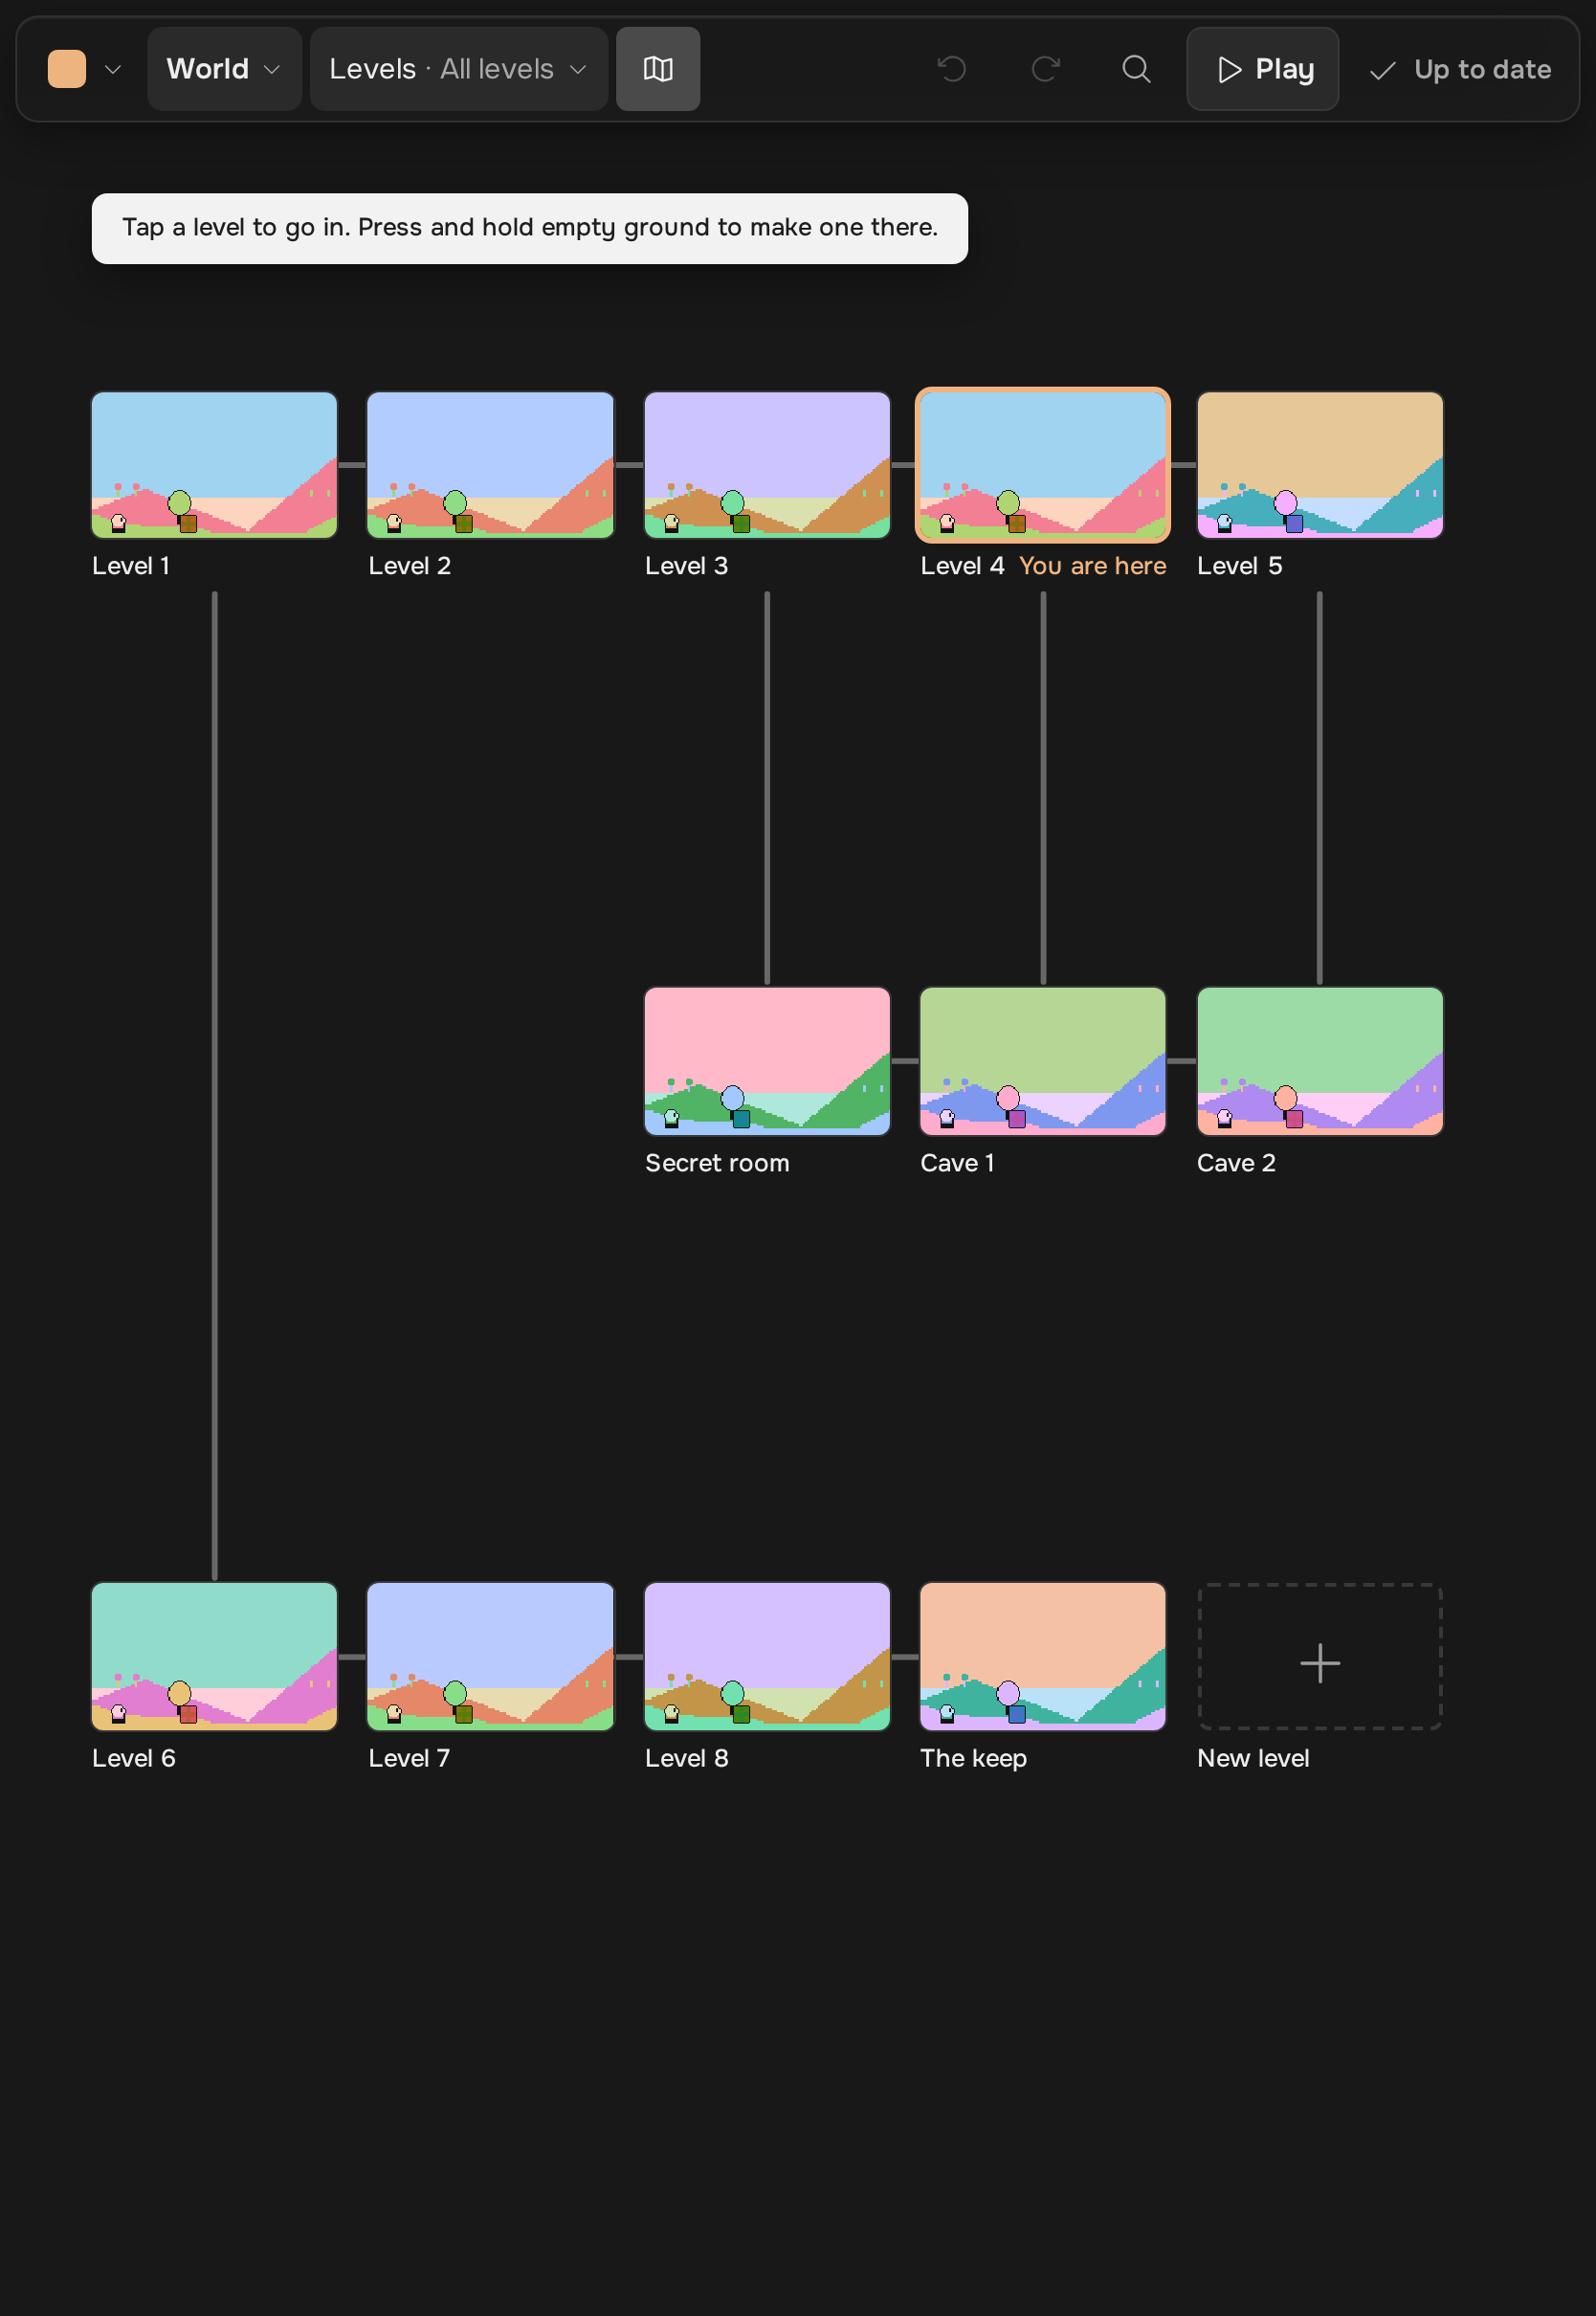 World
Levels · All levels
Play
Up to date
Tap a level to go in. Press and hold empty ground to make one there.
Level 1
Level 2
Level 3
Level 4 You are here
Level 5
Secret room
Cave 1
Cave 2
Level 6
Level 7
Level 8
The keep
New level